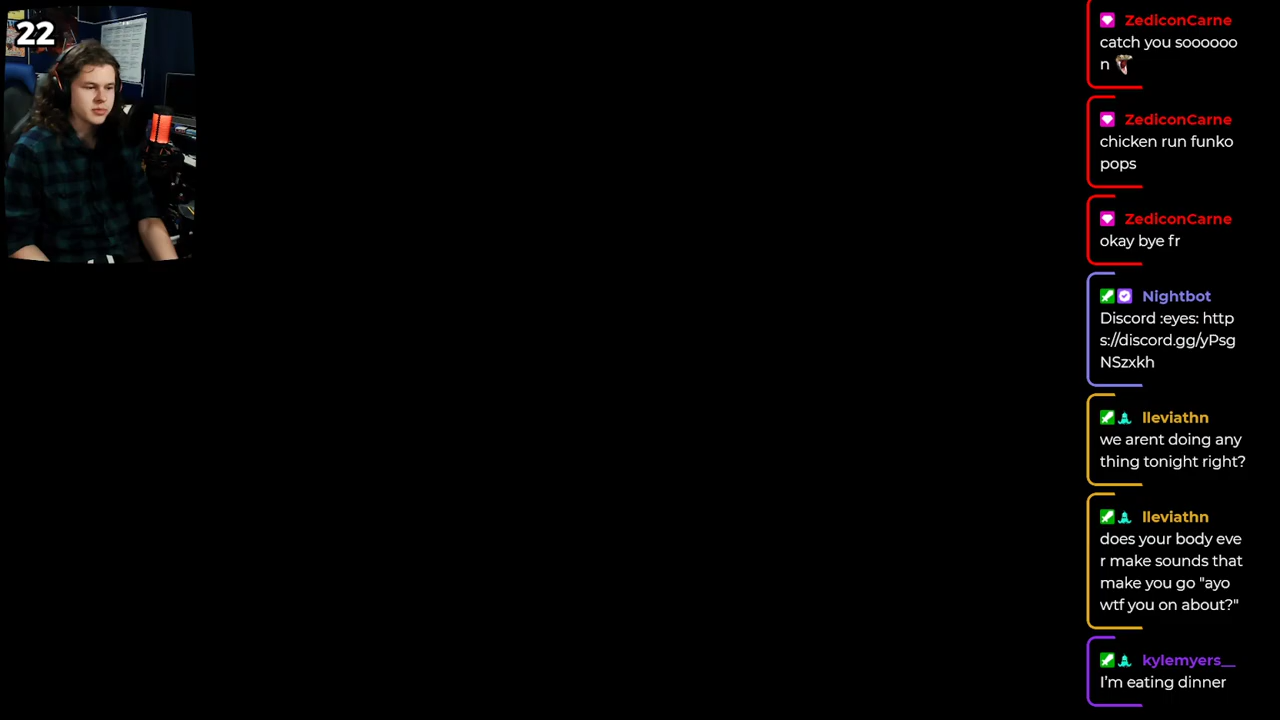 22
ZediconCarne
catch you soooooo
n
ZediconCarne
chicken run funko
pops
ZediconCarne
okay bye fr
Nightbot
Discord :eyes: http
s://discord.gg/yPsg
NSzxkh
lleviathn
we arent doing any
thing tonight right?
lleviathn
does your body eve
r make sounds that
make you go "ayo
wtf you on about?"
kylemyers__
I'm eating dinner